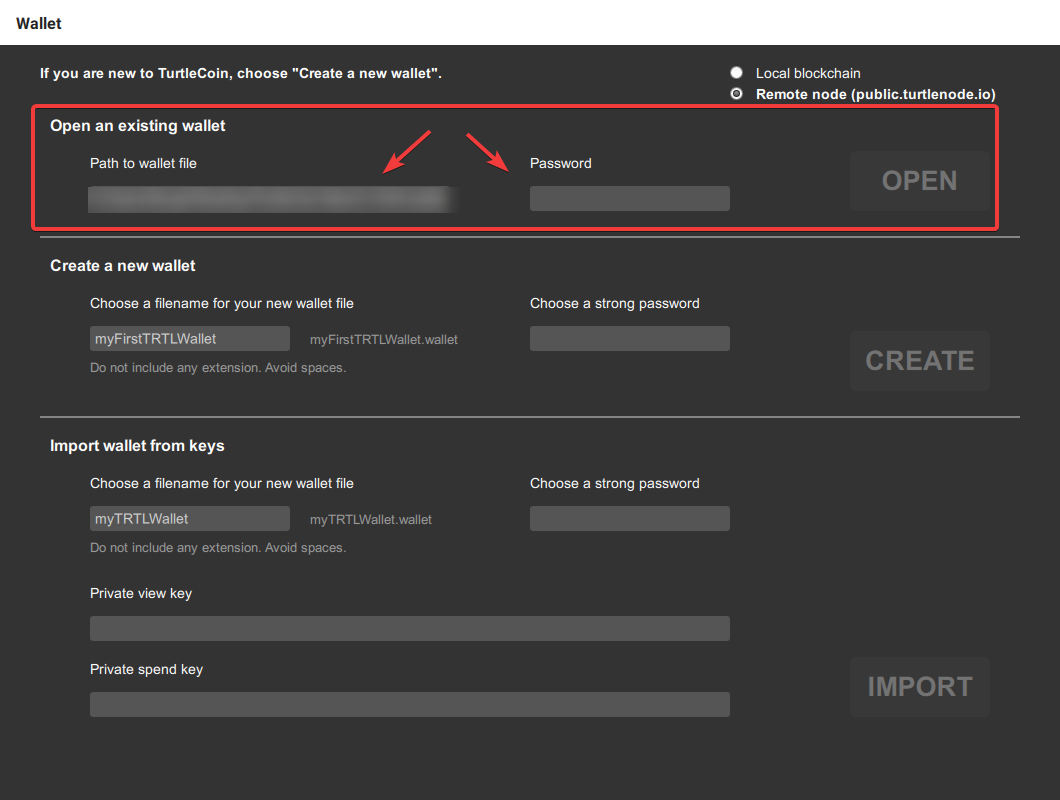 Wallet
If you are new to TurtleCoin, choose "Create a new wallet".
Local blockchain
Remote node (public.turtlenode.io)
Open an existing wallet
Path to wallet file
Password
OPEN
Create a new wallet
Choose a filename for your new wallet file
Choose a strong password
myFirstTRTLWallet
myFirstTRTLWallet.wallet
Do not include any extension. Avoid spaces.
CREATE
Import wallet from keys
Choose a filename for your new wallet file
Choose a strong password
myTRTLWallet
myTRTLWallet.wallet
Do not include any extension. Avoid spaces.
Private view key
Private spend key
IMPORT